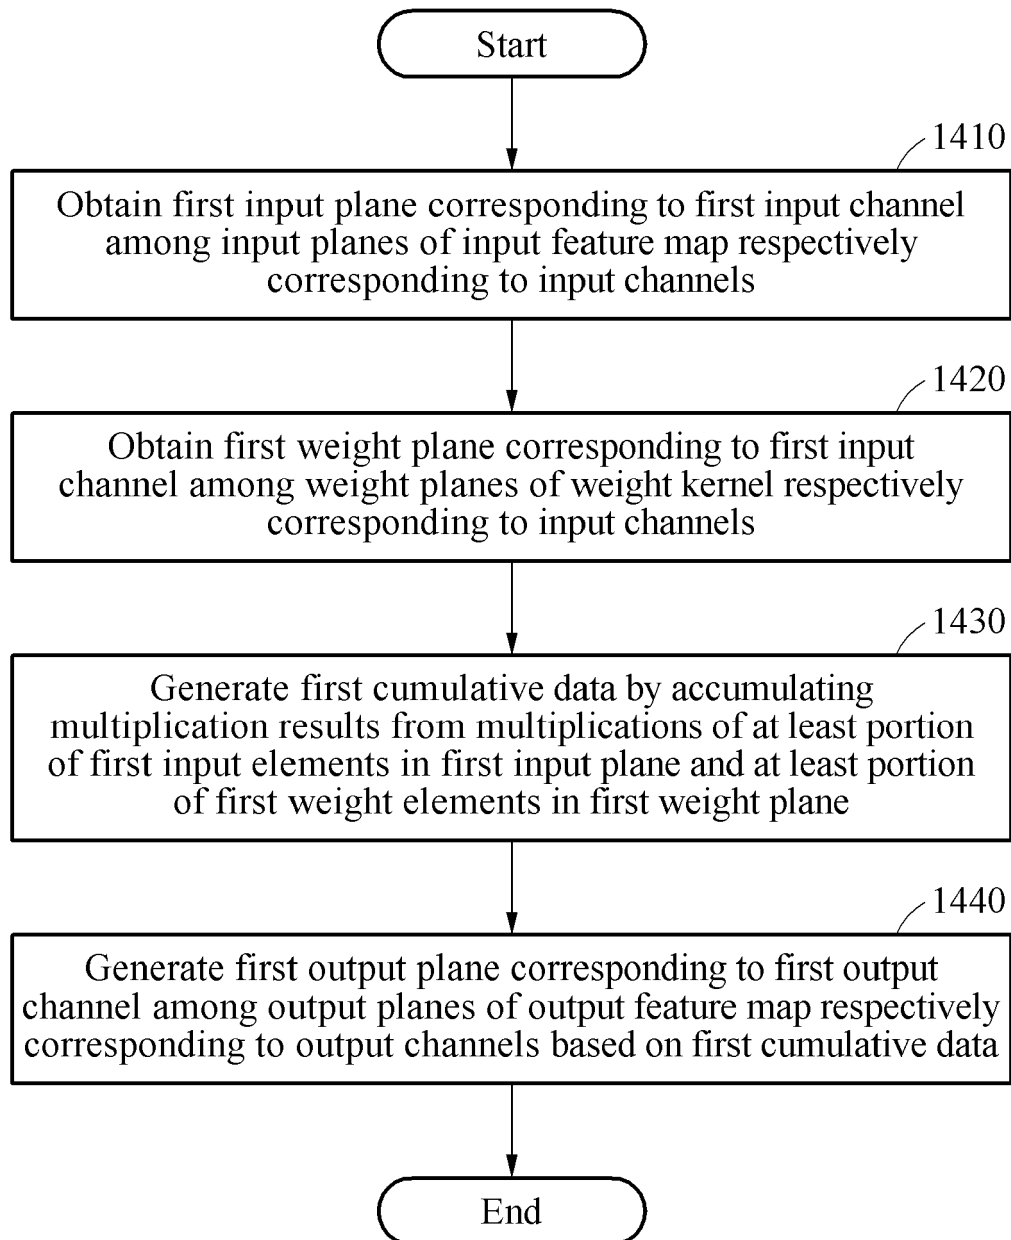 Start
1410
Obtain first input plane corresponding to first input channel
among input planes of input feature map respectively
corresponding to input channels
1420
Obtain first weight plane corresponding to first input
channel among weight planes of weight kernel respectively
corresponding to input channels
1430
Generate first cumulative data by accumulating
multiplication results from multiplications of at least portion
of first input elements in first input plane and at least portion
of first weight elements in first weight plane
1440
Generate first output plane corresponding to first output
channel among output planes of output feature map respectively
corresponding to output channels based on first cumulative data
End